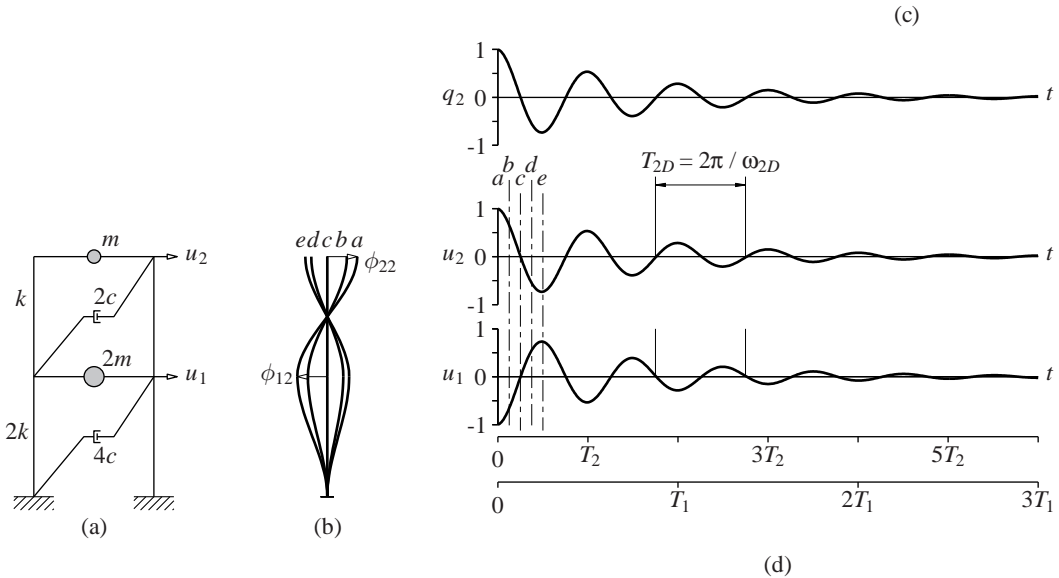 (c)
1
q2 0 t
-1
a b c d e
T2D = 2π / ω2D
1
u2 0 t
-1
1
u1 0 t
-1
0 T2 3T2 5T2
0 T1 2T1 3T1
(d)
m u2
k 2c
2m u1
2k 4c
(a)
e d c b a
ϕ22
ϕ12
(b)